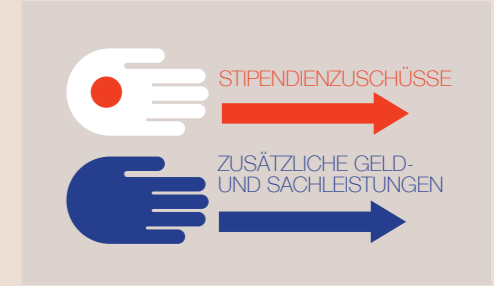 STIPENDIENZUSCHÜSSE
ZUSÄTZLICHE GELD-
UND SACHLEISTUNGEN